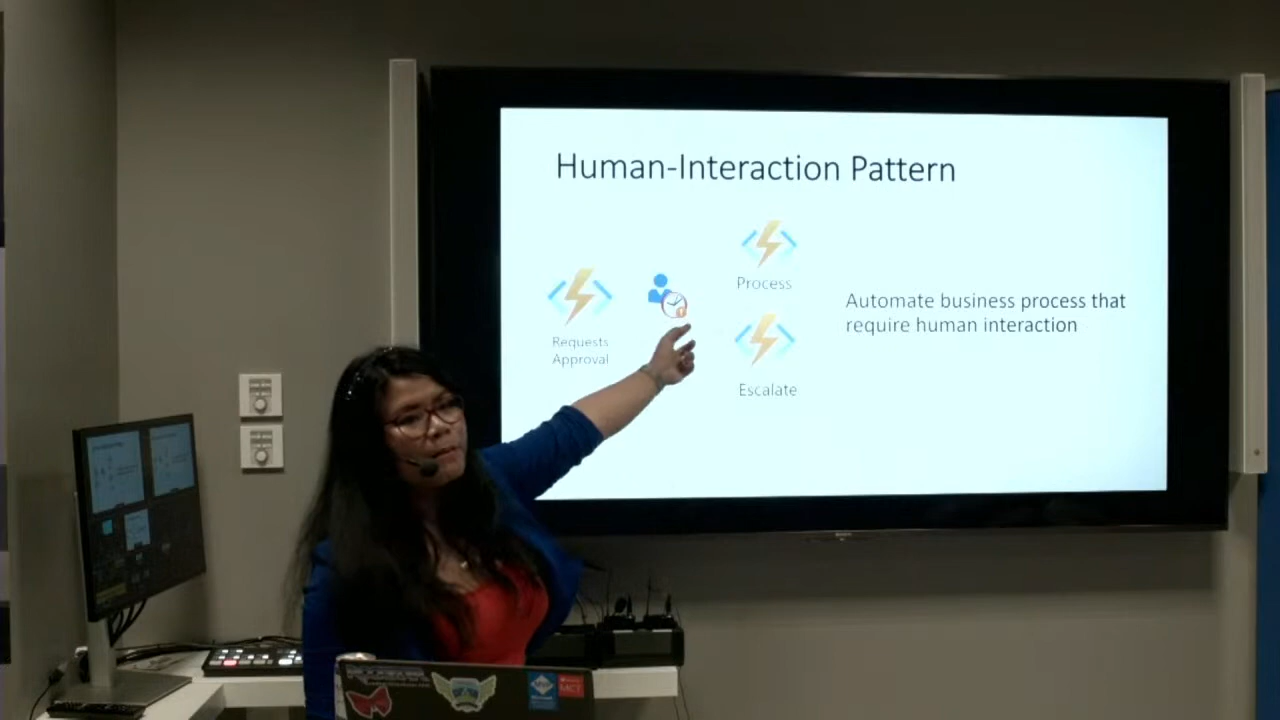 Human-Interaction Pattern
Process
Requests
Approval
Automate business process that
require human interaction
Escalate
MCT